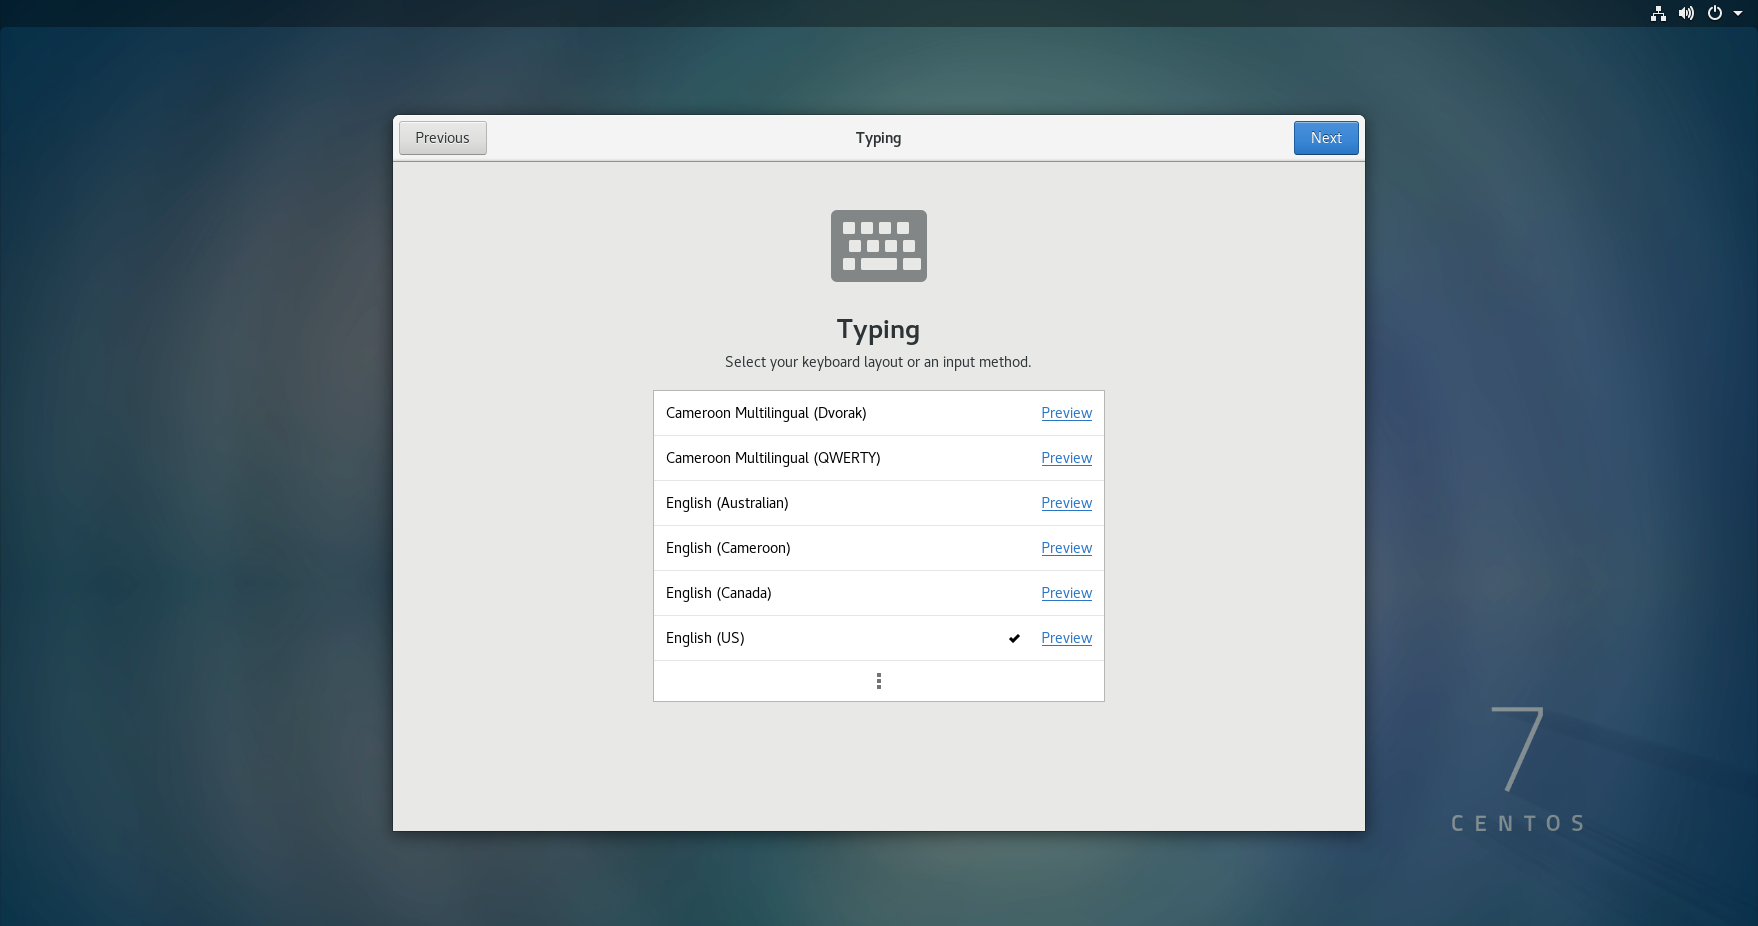 Previous
Typing
Next
Typing
Select your keyboard layout or an input method.
Cameroon Multilingual (Dvorak) Preview
Cameroon Multilingual (QWERTY) Preview
English (Australian) Preview
English (Cameroon) Preview
English (Canada) Preview
English (US) Preview
7
CENTOS